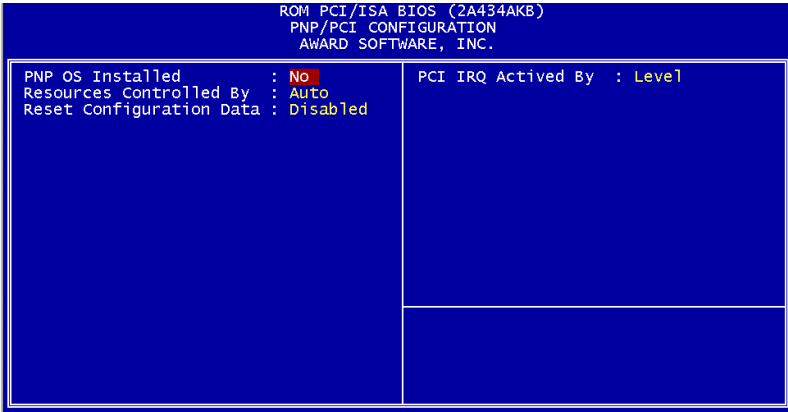 ROM PCI/ISA BIOS (2A434AKB)
PNP/PCI CONFIGURATION
AWARD SOFTWARE, INC.
PNP OS Installed : No
Resources Controlled By : Auto
Reset Configuration Data : Disabled
PCI IRQ Actived By : Level